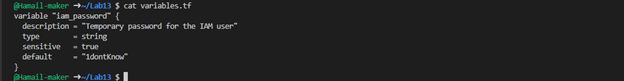 @Hamail-maker ➜~/Lab13 $ cat variables.tf
variable "iam_password" {
  description = "Temporary password for the IAM user"
  type        = string
  sensitive   = true
  default     = "1dontKnow"
}
@Hamail-maker ➜~/Lab13 $